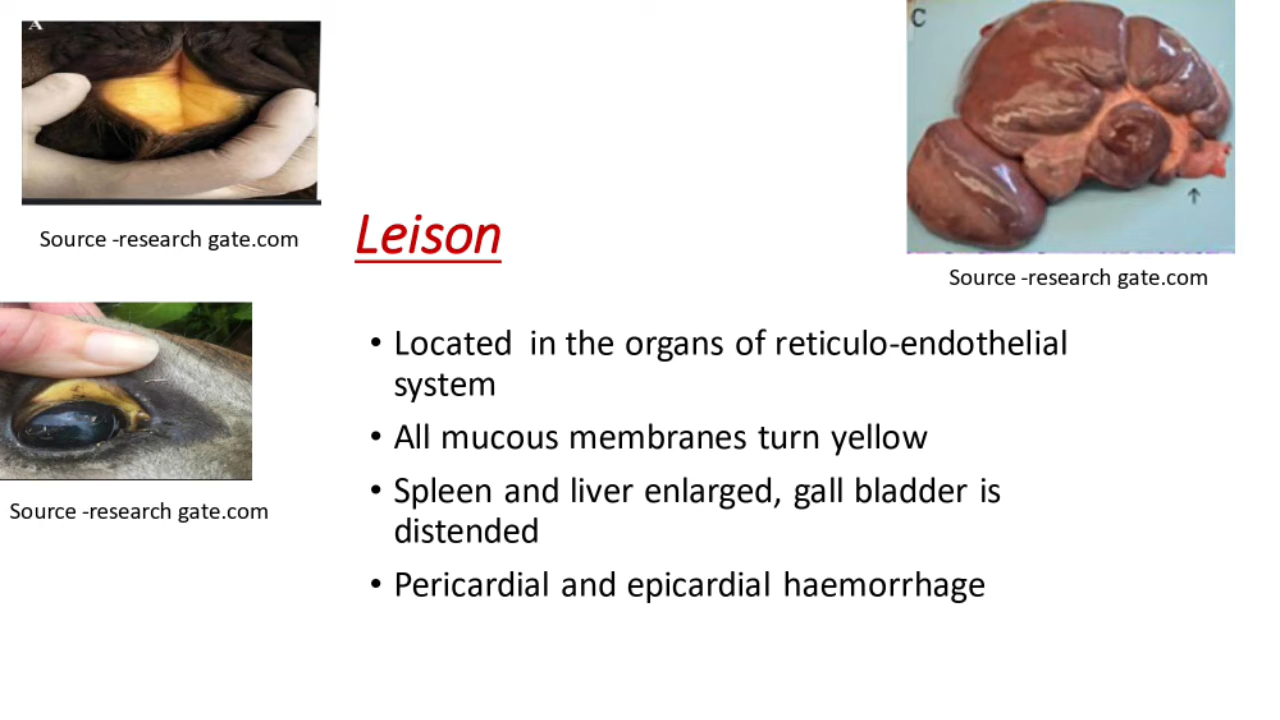 A
C
Source -research gate.com
Leison
Source -research gate.com
• Located in the organs of reticulo-endothelial
system
• All mucous membranes turn yellow
• Spleen and liver enlarged, gall bladder is
distended
Source -research gate.com
• Pericardial and epicardial haemorrhage